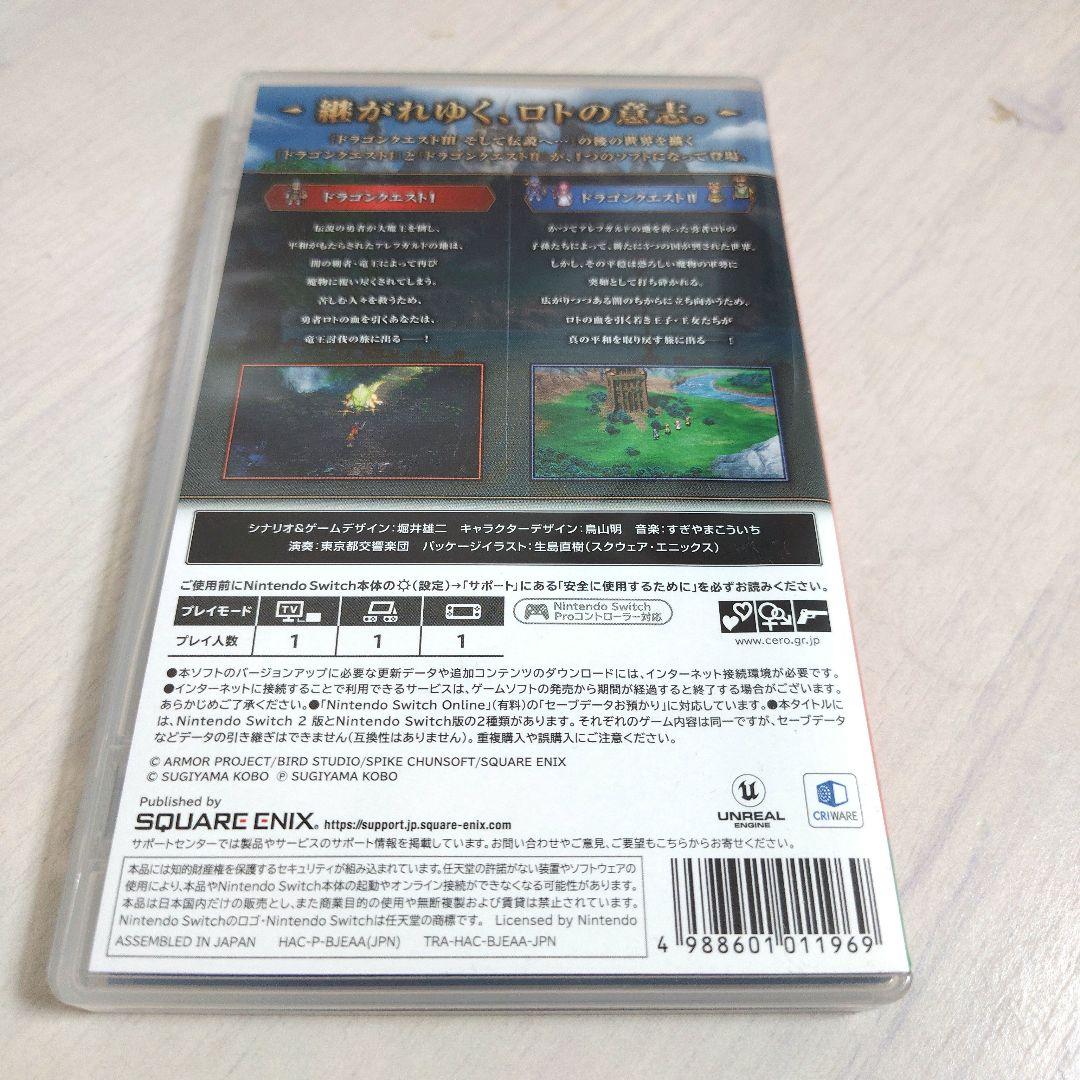 継がれゆく、ロトの意志。
『ドラゴンクエストIII そして伝説へ…』の後の世界を描く
『ドラゴンクエストI』と『ドラゴンクエストII』が、1つのソフトになって登場。
ドラゴンクエストI
伝説の勇者が大魔王を倒し、
平和がもたらされたアレフガルドの地は、
闇の覇者・竜王によって再び
魔物に覆い尽くされてしまう。
苦しむ人々を救うため、
勇者ロトの血を引くあなたは、
竜王討伐の旅に出る──！
ドラゴンクエストII
かつてアレフガルドの地を救った勇者ロトの
子孫たちによって、新たに3つの国が興された世界。
しかし、その平穏は恐ろしい魔物の軍勢に
突如として打ち砕かれる。
広がりつつある闇のちからに立ち向かうため、
ロトの血を引く若き王子・王女たちが
真の平和を取り戻す旅に出る──！
シナリオ&ゲームデザイン：堀井雄二　キャラクターデザイン：鳥山明　音楽：すぎやまこういち
演奏：東京都交響楽団　パッケージイラスト：生島直樹（スクウェア・エニックス）
ご使用前にNintendo Switch本体の（設定）→「サポート」にある「安全に使用するために」を必ずお読みください。
プレイモード TV
プレイ人数 1 1 1
Nintendo Switch
Proコントローラー対応
www.cero.gr.jp
●本ソフトのバージョンアップに必要な更新データや追加コンテンツのダウンロードには、インターネット接続環境が必要です。
●インターネットに接続することで利用できるサービスは、ゲームソフトの発売から期間が経過すると終了する場合がございます。
あらかじめご了承ください。●「Nintendo Switch Online」（有料）の「セーブデータお預かり」に対応しています。●本タイトルに
は、Nintendo Switch 2 版とNintendo Switch版の2種類があります。それぞれのゲーム内容は同一ですが、セーブデータ
などデータの引き継ぎはできません（互換性はありません）。重複購入や誤購入にご注意ください。
© ARMOR PROJECT/BIRD STUDIO/SPIKE CHUNSOFT/SQUARE ENIX
© SUGIYAMA KOBO ℗ SUGIYAMA KOBO
Published by
SQUARE ENIX. https://support.jp.square-enix.com
UNREAL
ENGINE
CRIWARE
サポートセンターでは製品やサービスのサポート情報を掲載しています。お問い合わせやご意見、ご要望もこちらからお寄せください。
本品には知的財産権を保護するセキュリティが組み込まれています。任天堂の許諾がない装置やソフトウェアの
使用により、本品やNintendo Switch本体の起動やオンライン接続ができなくなる可能性があります。
本品は日本国内だけの販売とし、また商業目的の使用や無断複製および賃貸は禁止されています。
Nintendo Switchのロゴ・Nintendo Switchは任天堂の商標です。 Licensed by Nintendo
ASSEMBLED IN JAPAN HAC-P-BJEAA(JPN) TRA-HAC-BJEAA-JPN
4 988601 011969